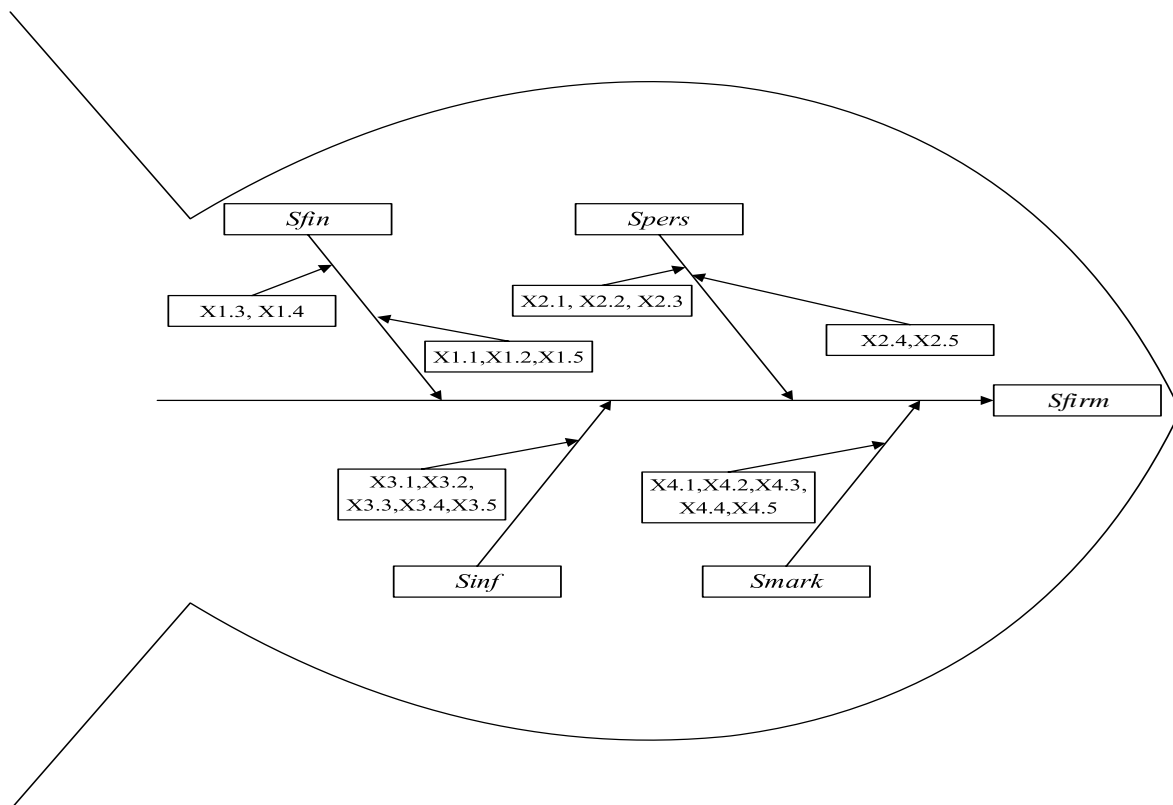 Sfin
Spers
X1.3, X1.4
X2.1, X2.2, X2.3
X1.1,X1.2,X1.5
X2.4,X2.5
Sfirm
X3.1,X3.2,
X3.3,X3.4,X3.5
X4.1,X4.2,X4.3,
X4.4,X4.5
Sinf
Smark